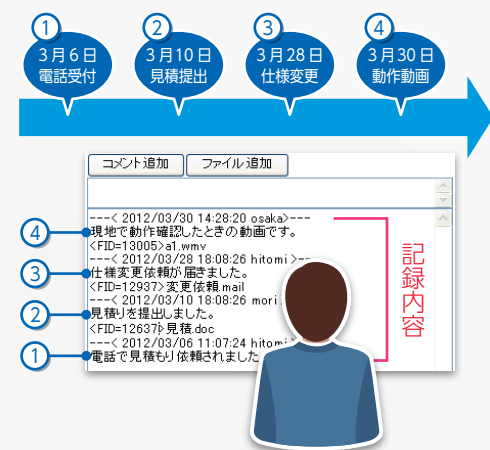 ①
3月6日
電話受付
②
3月10日
見積提出
③
3月28日
仕様変更
④
3月30日
動作動画
コメント追加
ファイル追加
---< 2012/03/30 14:28:20 osaka>---
④
現地で動作確認したときの動画です。
<FID=13005>a1.wmv
---< 2012/03/28 18:08:26 hitomi >---
③
仕様変更依頼が届きました。
<FID=12937>変更依頼.mail
---< 2012/03/10 18:08:26 mori
②
見積りを提出しました。
<FID=12637>見積.doc
---< 2012/03/06 11:07:24 hitomi
①
電話で見積もり依頼されました
記録内容